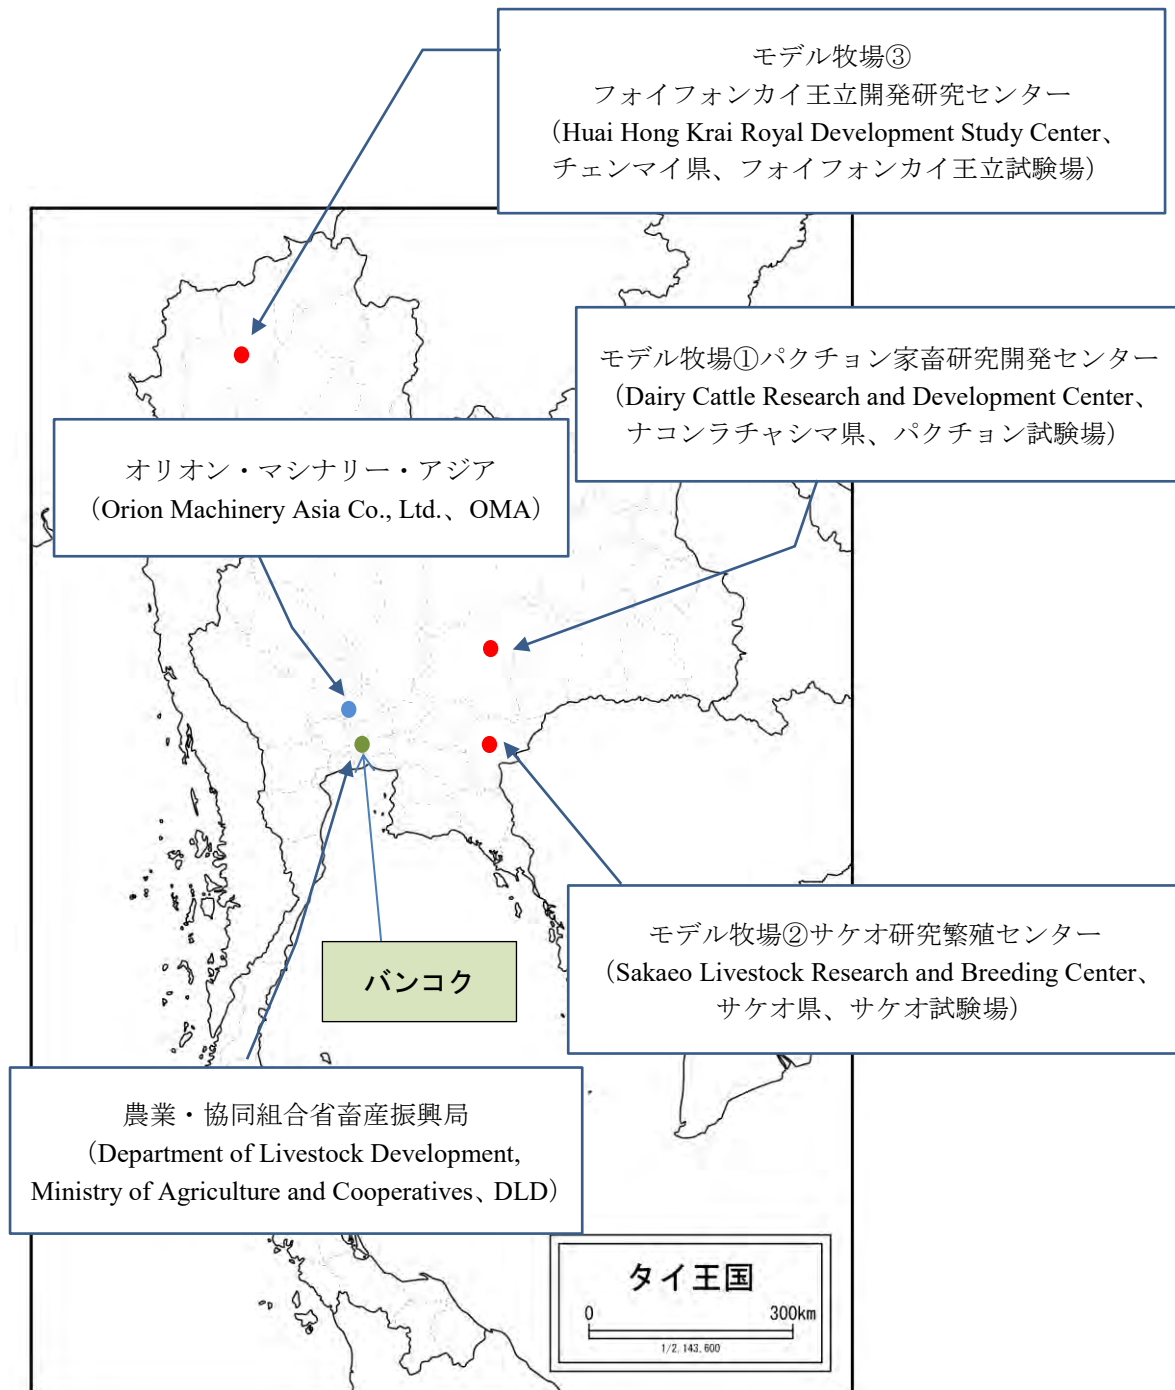 モデル牧場③
フォイフォンカイ王立開発研究センター
（Huai Hong Krai Royal Development Study Center、
チェンマイ県、フォイフォンカイ王立試験場）
モデル牧場①パクチョン家畜研究開発センター
（Dairy Cattle Research and Development Center、
ナコンラチャシマ県、パクチョン試験場）
オリオン・マシナリー・アジア
（Orion Machinery Asia Co., Ltd.、OMA）
モデル牧場②サケオ研究繁殖センター
（Sakaeo Livestock Research and Breeding Center、
サケオ県、サケオ試験場）
バンコク
農業・協同組合省畜産振興局
（Department of Livestock Development,
Ministry of Agriculture and Cooperatives、DLD）
タイ王国
0 300km
1/2,143,600